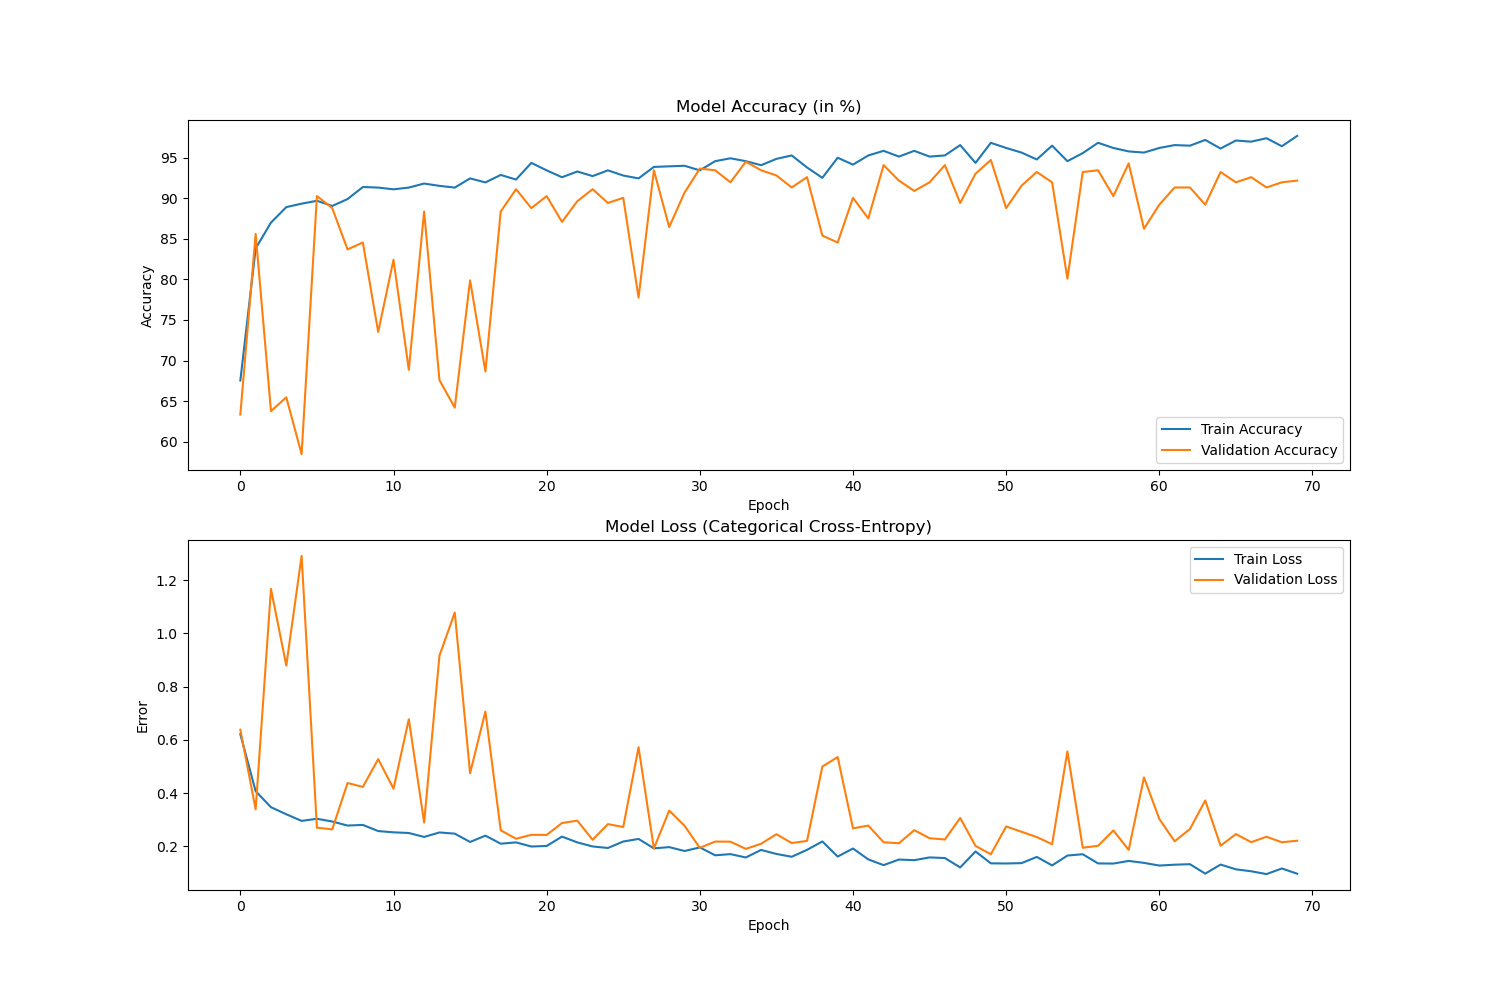 Model Accuracy (in %)
95
90
85
80
75
70
65
60
Accuracy
Train Accuracy
Validation Accuracy
0 10 20 30 40 50 60 70
Epoch
Model Loss (Categorical Cross-Entropy)
Train Loss
Validation Loss
1.2
1.0
0.8
0.6
0.4
0.2
Error
0 10 20 30 40 50 60 70
Epoch